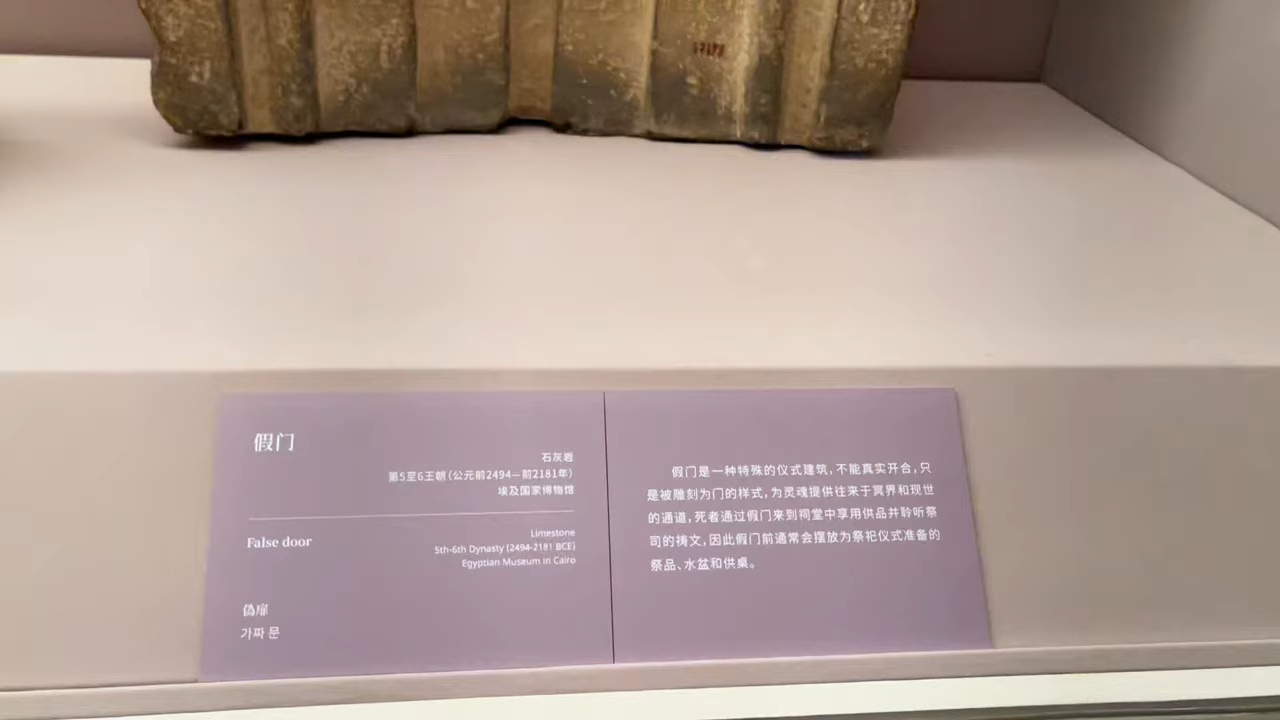 假门
石灰岩
第5至6王朝（公元前2494—前2181年）
埃及国家博物馆
False door
Limestone
5th-6th Dynasty (2494-2181 BCE)
Egyptian Museum in Cairo
偽扉
가짜 문
假门是一种特殊的仪式建筑，不能真实开合，只
是被雕刻为门的样式，为灵魂提供往来于冥界和现世
的通道，死者通过假门来到祠堂中享用供品并聆听祭
司的祷文，因此假门前通常会摆放为祭祀仪式准备的
祭品、水盆和供桌。